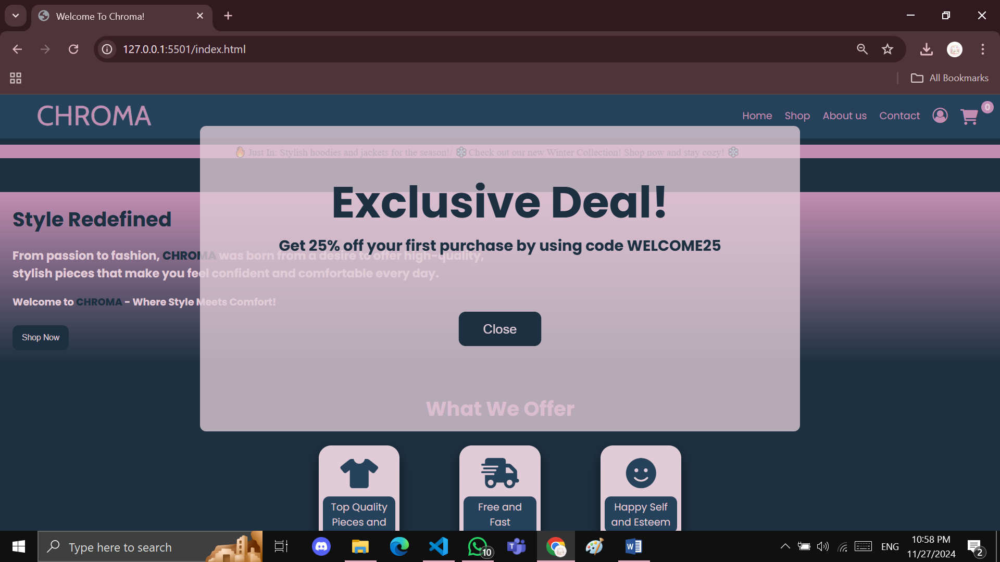 Welcome To Chroma!
127.0.0.1:5501/index.html
All Bookmarks
CHROMA
Home Shop About us Contact
0
Just In: Stylish hoodies and jackets for the season!/ Check out our new Winter Collection! Shop now and stay cozy!
Exclusive Deal!
Get 25% off your first purchase by using code WELCOME25
Close
Style Redefined
From passion to fashion, CHROMA was born from a desire to offer high-quality,
stylish pieces that make you feel confident and comfortable every day.
Welcome to CHROMA - Where Style Meets Comfort!
Shop Now
What We Offer
Top Quality
Pieces and
Free and
Fast
Happy Self
and Esteem
Type here to search
10
ENG
10:58 PM
11/27/2024
2